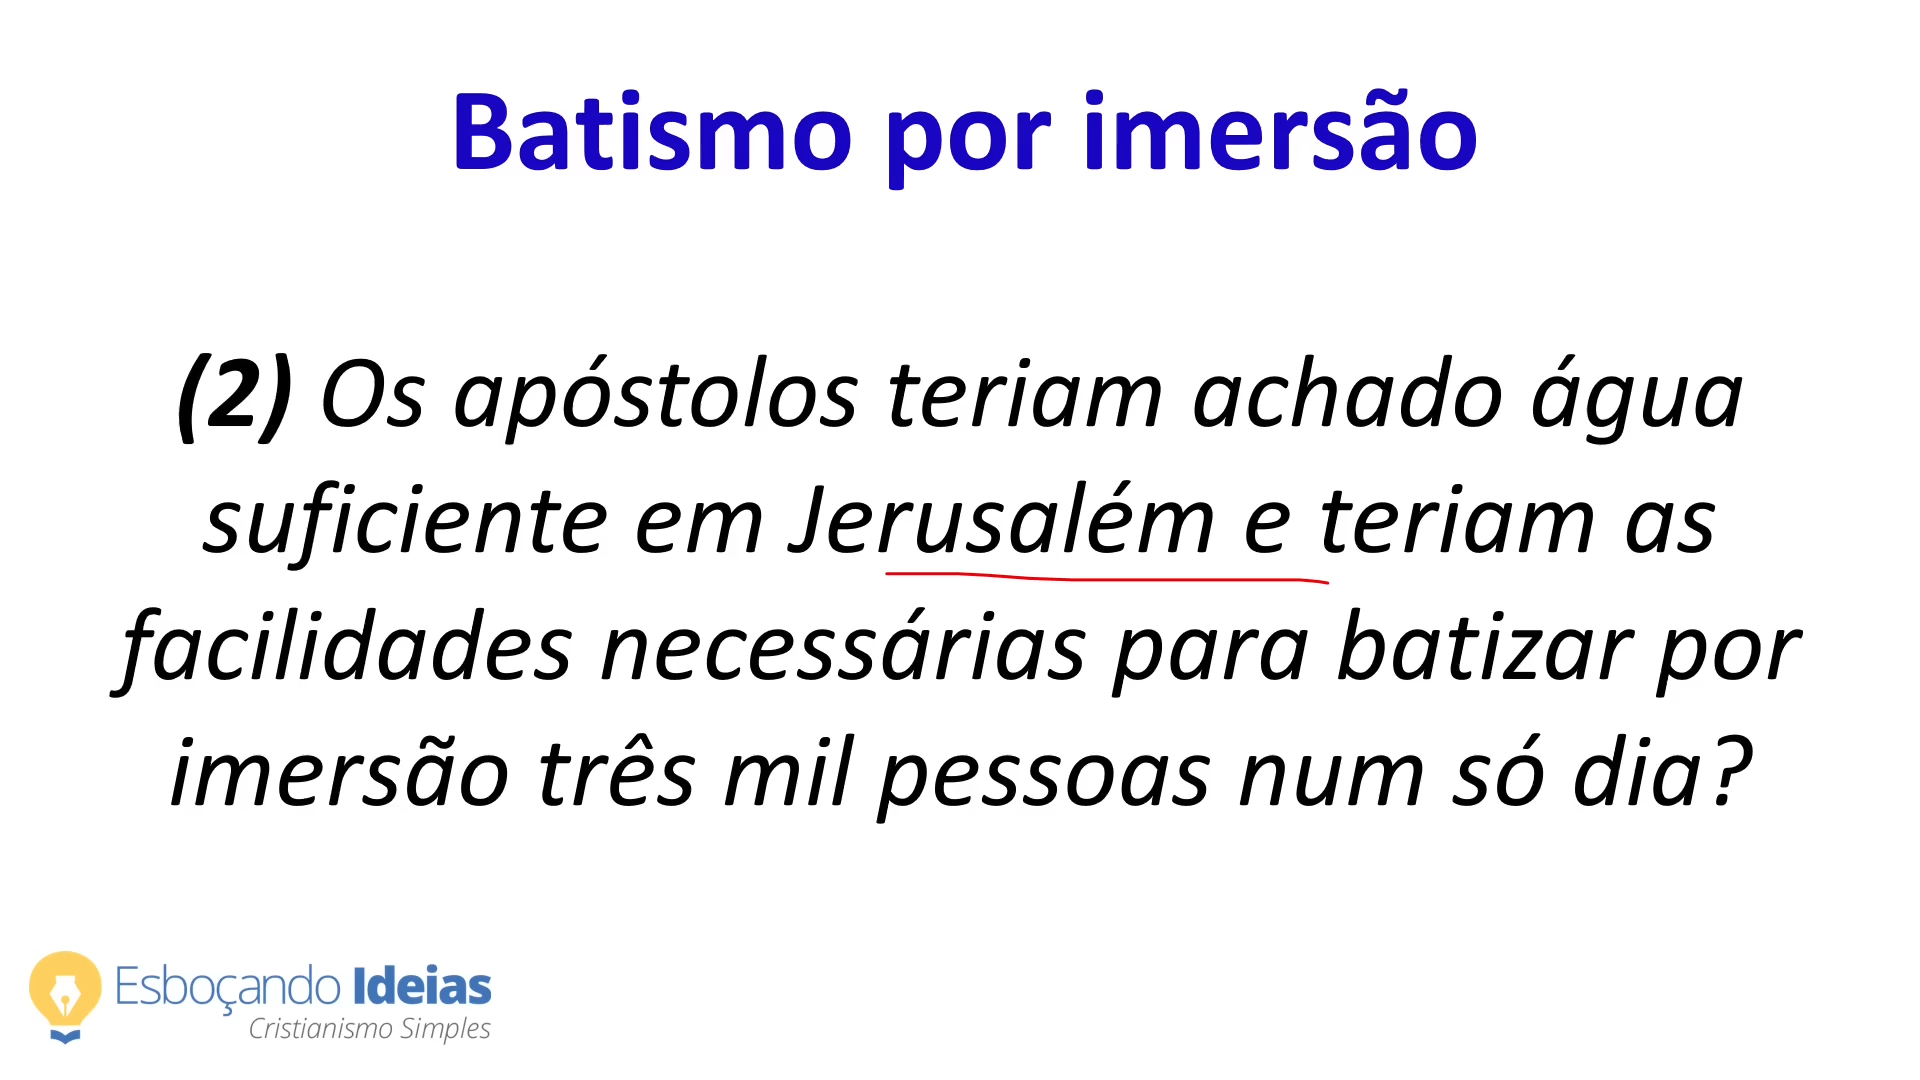 Batismo por imersão
(2) Os apóstolos teriam achado água
suficiente em Jerusalém e teriam as
facilidades necessárias para batizar por
imersão três mil pessoas num só dia?
Esboçando Ideias
Cristianismo Simples